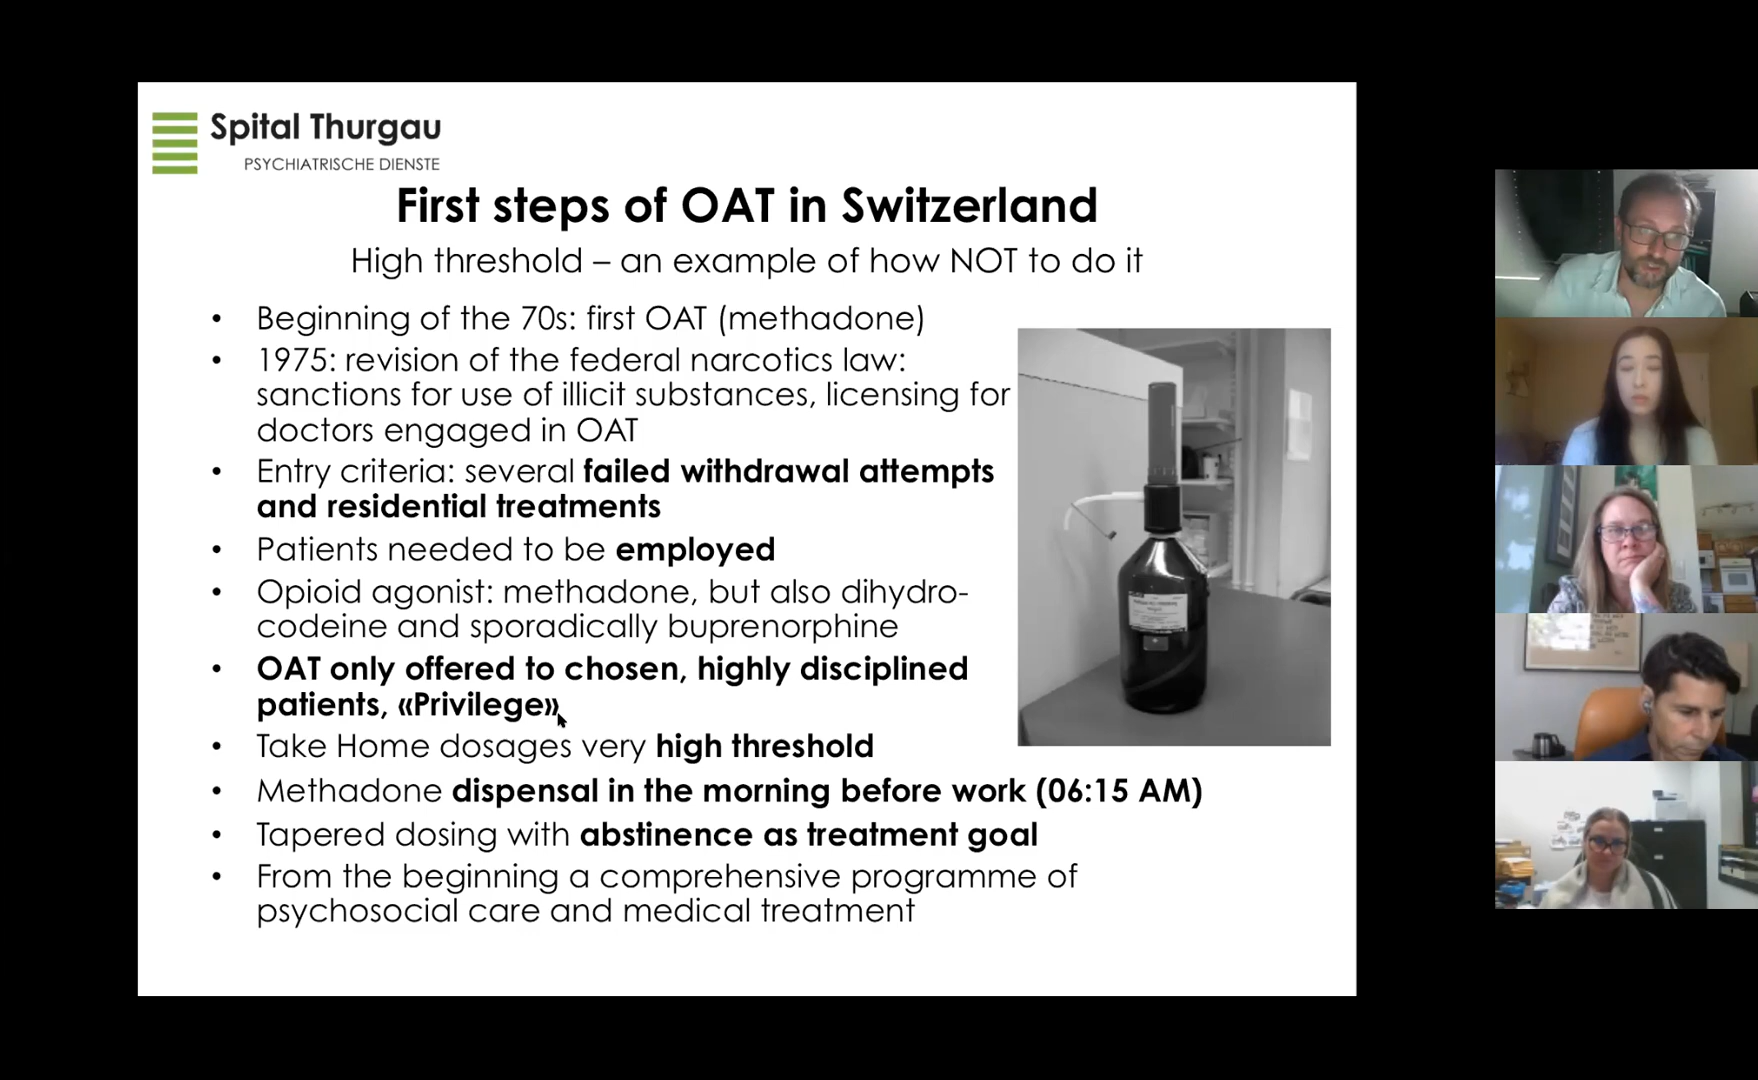 Spital Thurgau
PSYCHIATRISCHE DIENSTE
First steps of OAT in Switzerland
High threshold – an example of how NOT to do it
• Beginning of the 70s: first OAT (methadone)
• 1975: revision of the federal narcotics law:
sanctions for use of illicit substances, licensing for
doctors engaged in OAT
• Entry criteria: several failed withdrawal attempts
and residential treatments
• Patients needed to be employed
• Opioid agonist: methadone, but also dihydro-
codeine and sporadically buprenorphine
• OAT only offered to chosen, highly disciplined
patients, «Privilege»
• Take Home dosages very high threshold
• Methadone dispensal in the morning before work (06:15 AM)
• Tapered dosing with abstinence as treatment goal
• From the beginning a comprehensive programme of
psychosocial care and medical treatment